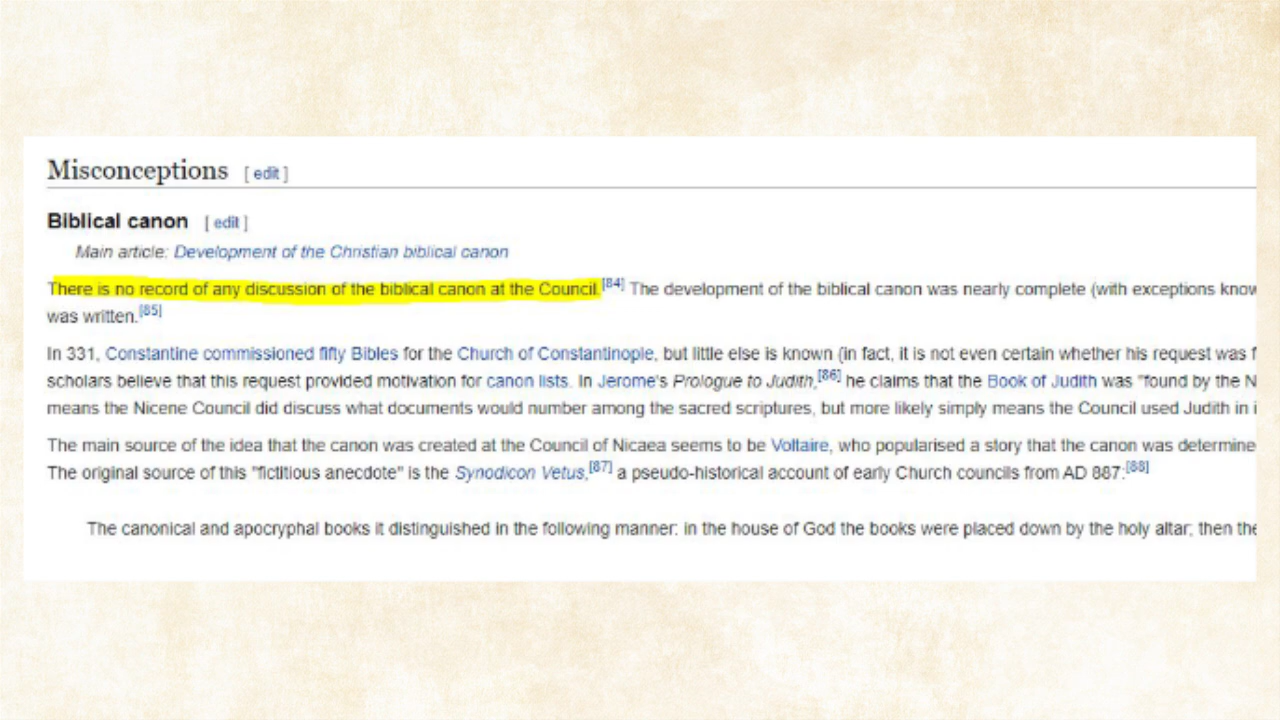 Misconceptions [ edit ]
Biblical canon [ edit ]
Main article: Development of the Christian biblical canon
There is no record of any discussion of the biblical canon at the Council.[84] The development of the biblical canon was nearly complete (with exceptions know
was written.[85]
In 331, Constantine commissioned fifty Bibles for the Church of Constantinople, but little else is known (in fact, it is not even certain whether his request was f
scholars believe that this request provided motivation for canon lists. In Jerome's Prologue to Judith,[86] he claims that the Book of Judith was "found by the N
means the Nicene Council did discuss what documents would number among the sacred scriptures, but more likely simply means the Council used Judith in i
The main source of the idea that the canon was created at the Council of Nicaea seems to be Voltaire, who popularised a story that the canon was determine
The original source of this "fictitious anecdote" is the Synodicon Vetus,[87] a pseudo-historical account of early Church councils from AD 887:[88]
The canonical and apocryphal books it distinguished in the following manner: in the house of God the books were placed down by the holy altar; then the